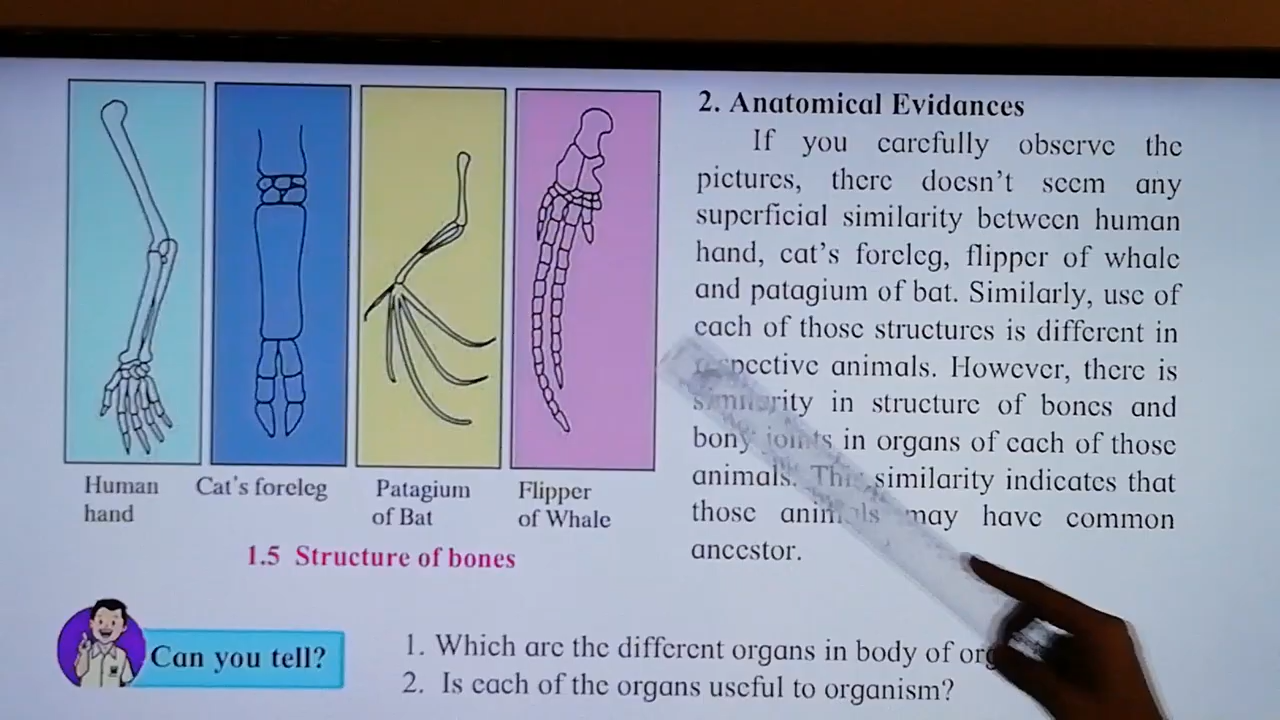 Human
hand
Cat's foreleg
Patagium
of Bat
Flipper
of Whale
1.5 Structure of bones
2. Anatomical Evidances
If you carefully observe the
pictures, there doesn't seem any
superficial similarity between human
hand, cat's foreleg, flipper of whale
and patagium of bat. Similarly, use of
each of those structures is different in
respective animals. However, there is
similarity in structure of bones and
bony joints in organs of each of those
animals. This similarity indicates that
those animals may have common
ancestor.
Can you tell?
1. Which are the different organs in body of
2. Is each of the organs useful to organism?